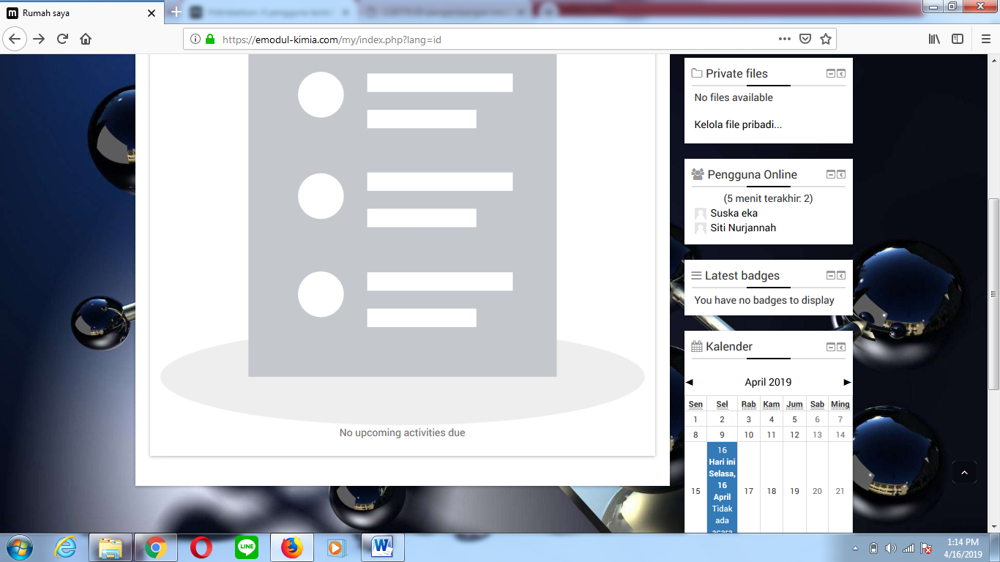 Rumah saya
https://emodul-kimia.com/my/index.php?lang=id
No upcoming activities due
Private files
No files available
Kelola file pribadi...
Pengguna Online
(5 menit terakhir: 2)
Suska eka
Siti Nurjannah
Latest badges
You have no badges to display
Kalender
April 2019
Sen Sel Rab Kam Jum Sab Ming
1 2 3 4 5 6 7
8 9 10 11 12 13 14
15 16 17 18 19 20 21
Hari ini
Selasa,
16
April
Tidak
ada
acara
LINE
1:14 PM
4/16/2019